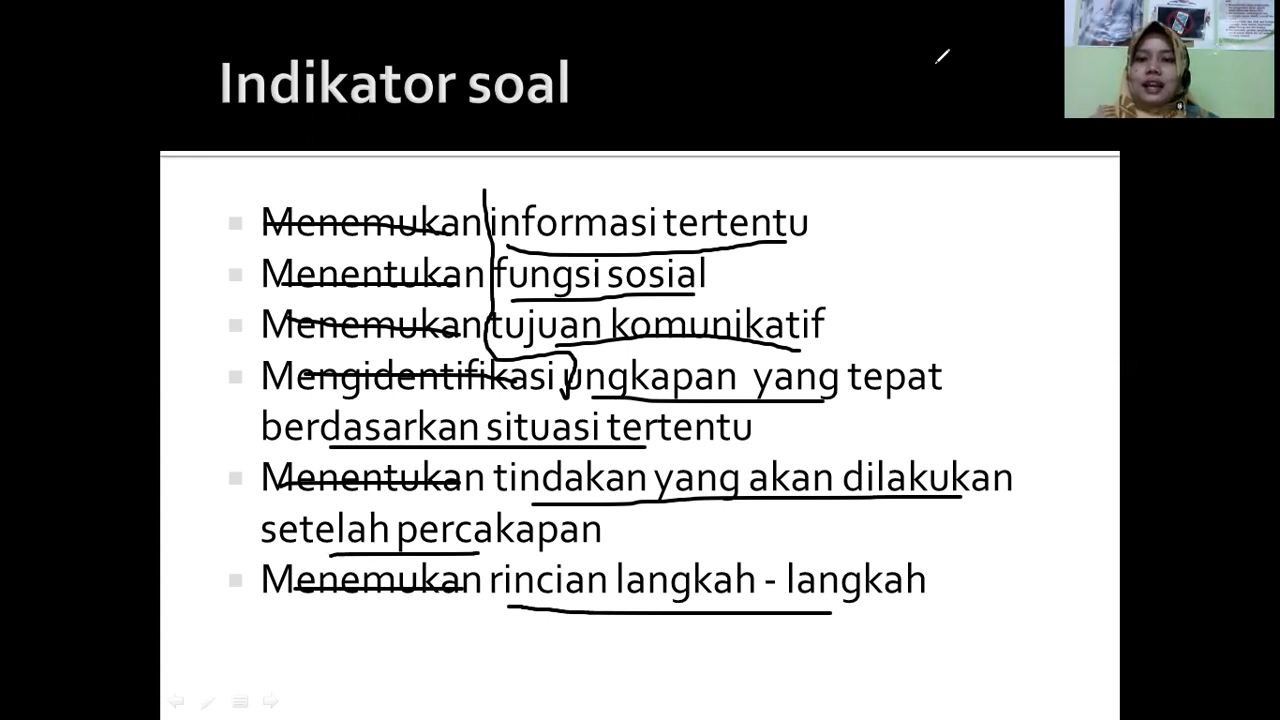 Indikator soal
Menemukan informasi tertentu
Menentukan fungsi sosial
Menemukan tujuan komunikatif
Mengidentifikasi ungkapan yang tepat
berdasarkan situasi tertentu
Menentukan tindakan yang akan dilakukan
setelah percakapan
Menemukan rincian langkah - langkah